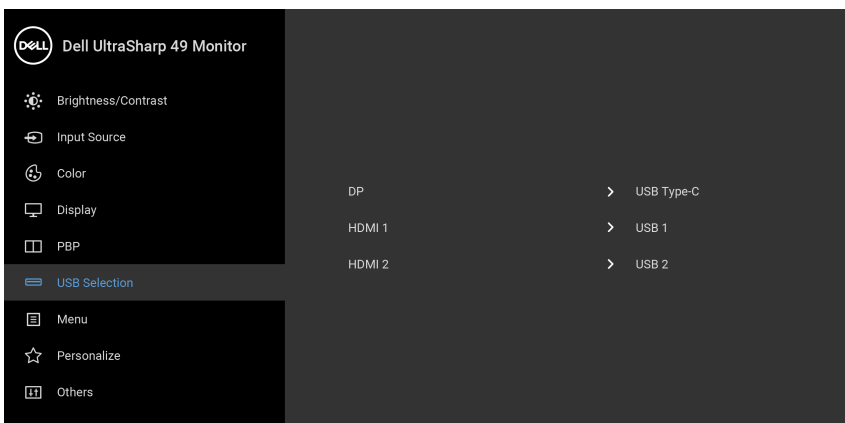 DELL Dell UltraSharp 49 Monitor
Brightness/Contrast
Input Source
Color
Display
DP USB Type-C
HDMI 1 USB 1
PBP
HDMI 2 USB 2
USB Selection
Menu
Personalize
Others